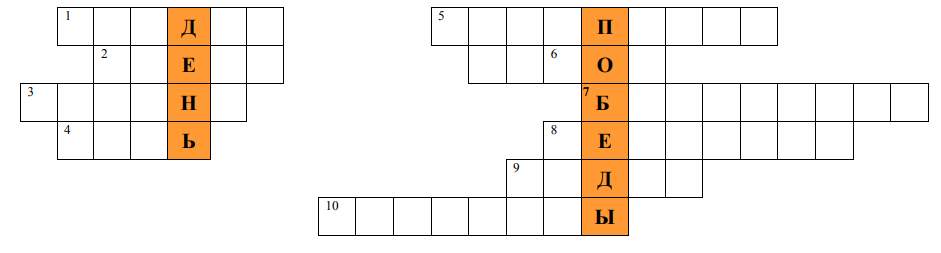 1 Д 5 П
2 Е 6 О
3 Н 7 Б
4 Ь 8 Е
9 Д
10 Ы